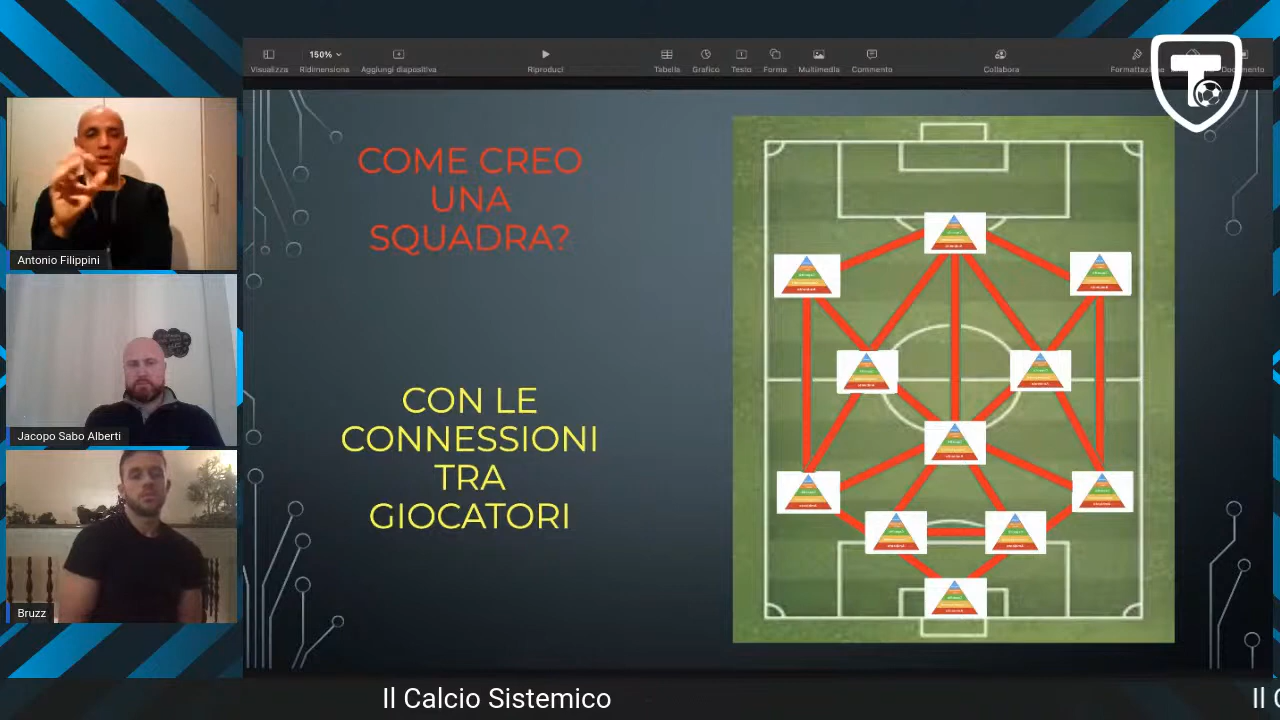 150%
Visualizza
Ridimensiona
Aggiungi diapositiva
Riproduci
Tabella
Grafico
Testo
Forma
Multimedia
Commento
Collabora
T
COME CREO
UNA
SQUADRA?
CON LE
CONNESSIONI
TRA
GIOCATORI
Antonio Filippini
Jacopo Sabo Alberti
Bruzz
Il Calcio Sistemico
Il